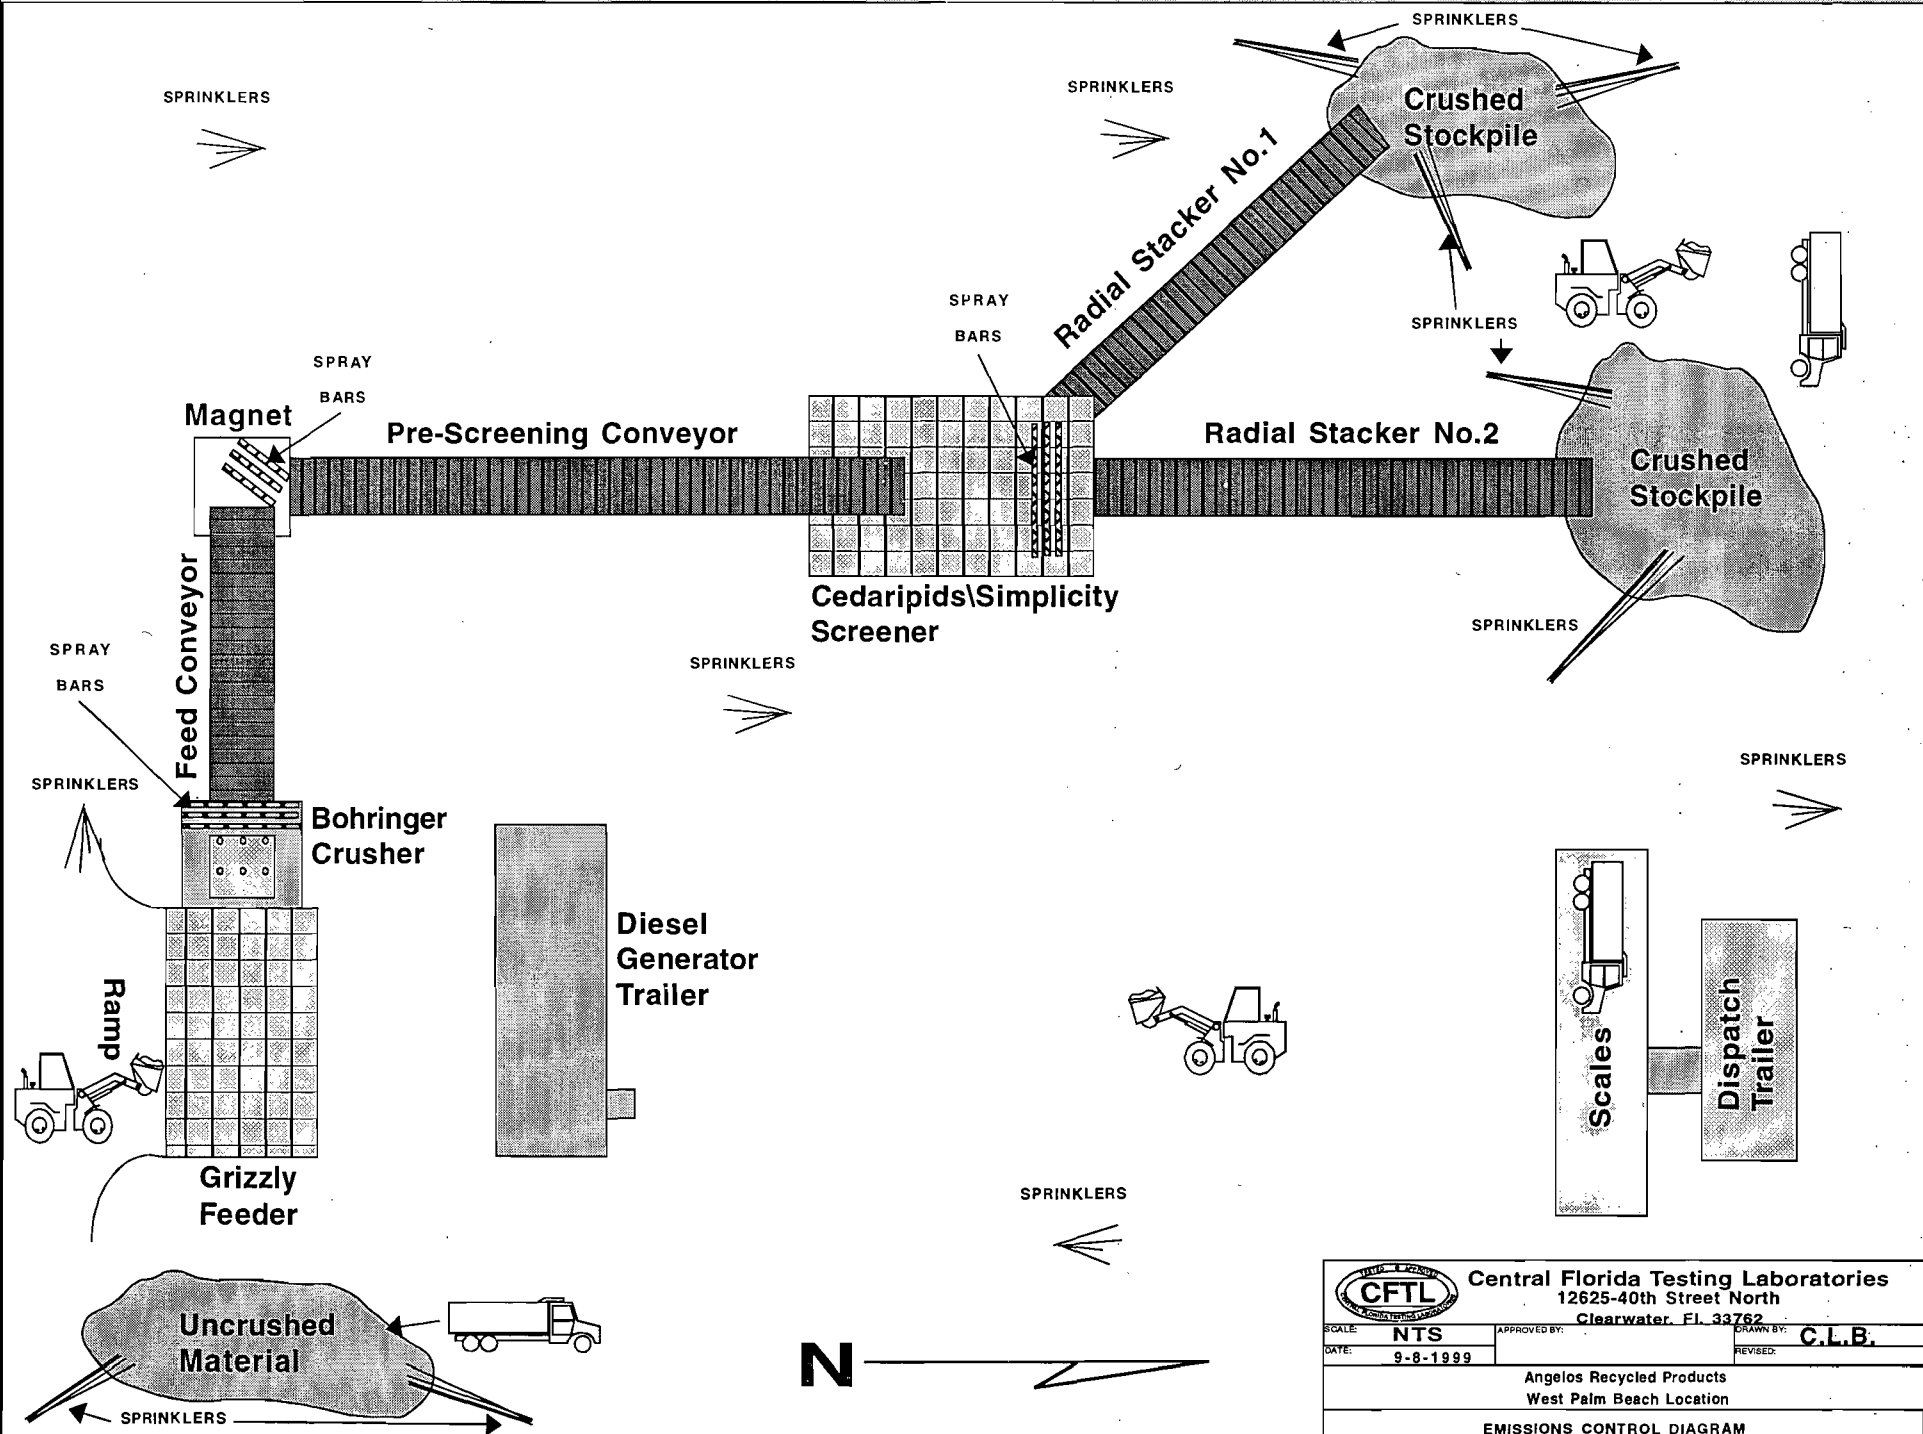 SPRINKLERS
SPRINKLERS
SPRINKLERS
Crushed
Stockpile
Radial Stacker No.1
SPRAY
BARS
SPRINKLERS
SPRAY
BARS
Magnet
Pre-Screening Conveyor
Radial Stacker No.2
Crushed
Stockpile
Cedaripids\Simplicity
Screener
SPRINKLERS
Feed Conveyor
SPRAY
BARS
SPRINKLERS
SPRINKLERS
SPRINKLERS
Bohringer
Crusher
Diesel
Generator
Trailer
Ramp
Scales
Dispatch
Trailer
Grizzly
Feeder
SPRINKLERS
Uncrushed
Material
SPRINKLERS
N
CFTL
Central Florida Testing Laboratories
12625-40th Street North
Clearwater, Fl. 33762
SCALE: NTS
APPROVED BY:
DRAWN BY: C.L.B.
DATE: 9-8-1999
REVISED:
Angelos Recycled Products
West Palm Beach Location
EMISSIONS CONTROL DIAGRAM